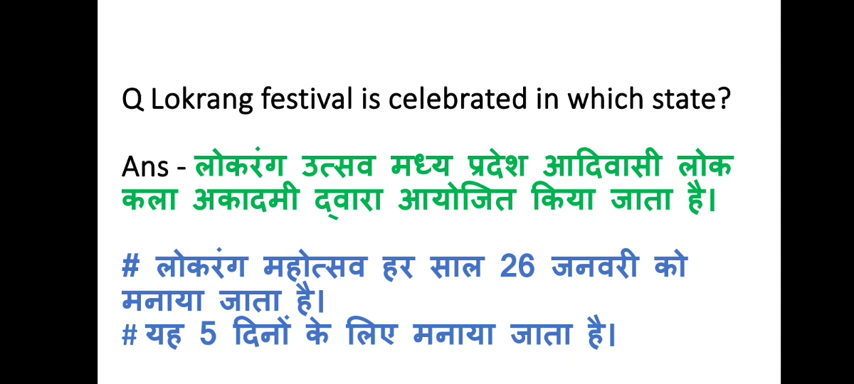 Q Lokrang festival is celebrated in which state?
Ans - लोकरंग उत्सव मध्य प्रदेश आदिवासी लोक
कला अकादमी द्वारा आयोजित किया जाता है।
# लोकरंग महोत्सव हर साल 26 जनवरी को
मनाया जाता है।
# यह 5 दिनों के लिए मनाया जाता है।